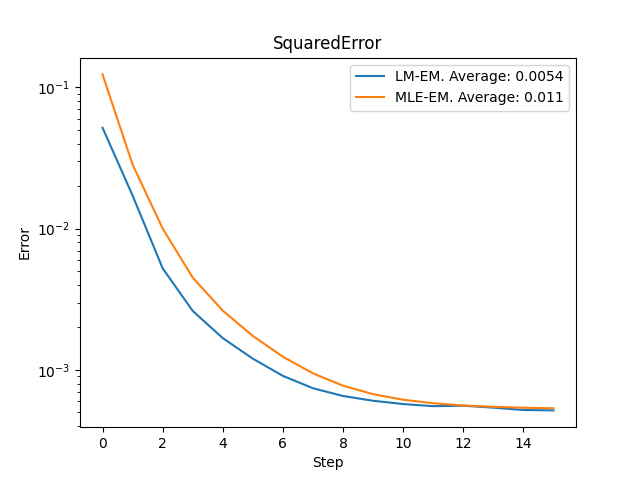 SquaredError
LM-EM. Average: 0.0054
MLE-EM. Average: 0.011
10⁻¹
10⁻²
10⁻³
Error
0 2 4 6 8 10 12 14
Step